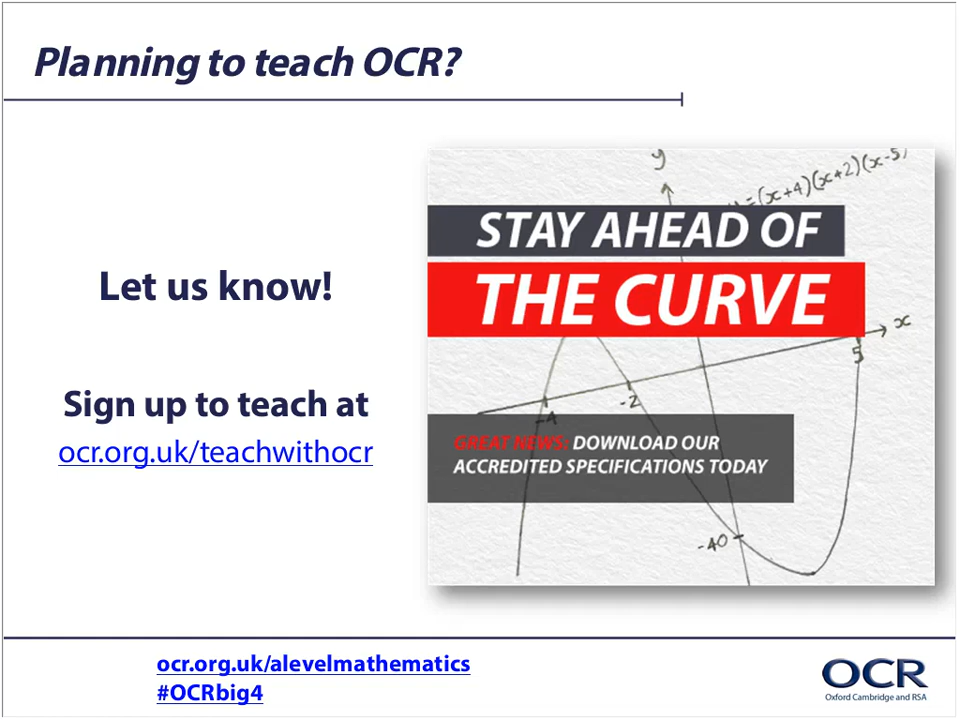 Planning to teach OCR?
Let us know!
Sign up to teach at
ocr.org.uk/teachwithocr
y
(x+4)(x+2)(x-5)
STAY AHEAD OF
THE CURVE
x
5
-2
-4
GREAT NEWS: DOWNLOAD OUR
ACCREDITED SPECIFICATIONS TODAY
-40
ocr.org.uk/alevelmathematics
#OCRbig4
OCR
Oxford Cambridge and RSA